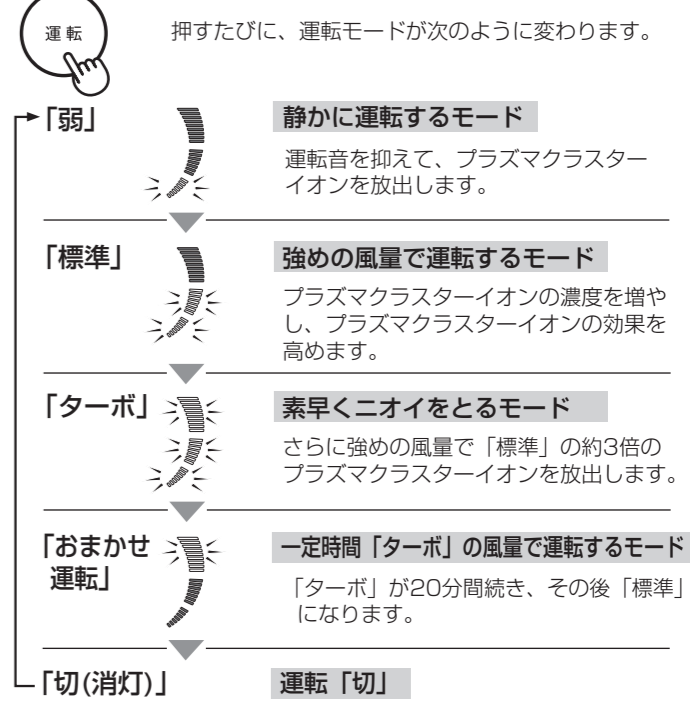 運転
押すたびに、運転モードが次のように変わります。
「弱」
静かに運転するモード
運転音を抑えて、プラズマクラスター
イオンを放出します。
「標準」
強めの風量で運転するモード
プラズマクラスターイオンの濃度を増や
し、プラズマクラスターイオンの効果を
高めます。
「ターボ」
素早くニオイをとるモード
さらに強めの風量で「標準」の約3倍の
プラズマクラスターイオンを放出します。
「おまかせ
運転」
一定時間「ターボ」の風量で運転するモード
「ターボ」が20分間続き、その後「標準」
になります。
「切(消灯)」
運転「切」